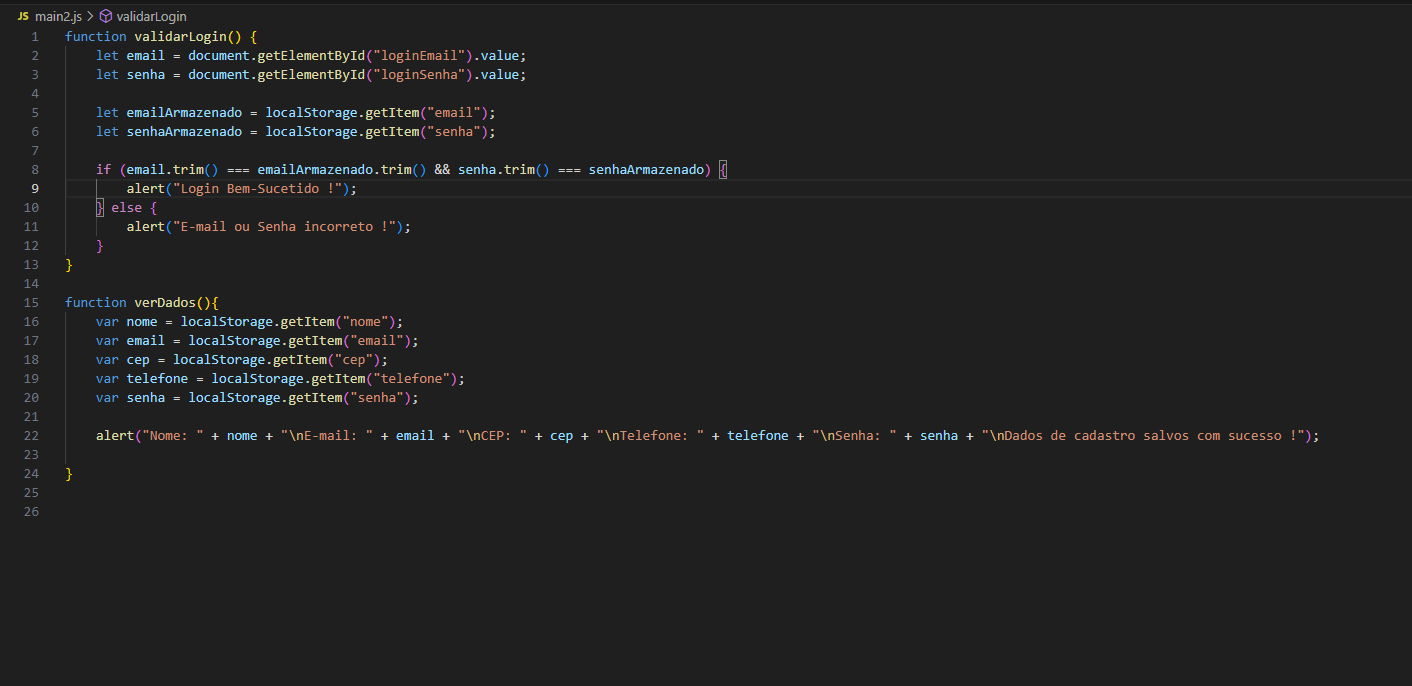 JS main2.js > validarLogin
1 function validarLogin() {
2 let email = document.getElementById("loginEmail").value;
3 let senha = document.getElementById("loginSenha").value;
4
5 let emailArmazenado = localStorage.getItem("email");
6 let senhaArmazenado = localStorage.getItem("senha");
7
8 if (email.trim() === emailArmazenado.trim() && senha.trim() === senhaArmazenado) {
9 alert("Login Bem-Sucetido !");
10 } else {
11 alert("E-mail ou Senha incorreto !");
12 }
13 }
14
15 function verDados(){
16 var nome = localStorage.getItem("nome");
17 var email = localStorage.getItem("email");
18 var cep = localStorage.getItem("cep");
19 var telefone = localStorage.getItem("telefone");
20 var senha = localStorage.getItem("senha");
21
22 alert("Nome: " + nome + "\nE-mail: " + email + "\nCEP: " + cep + "\nTelefone: " + telefone + "\nSenha: " + senha + "\nDados de cadastro salvos com sucesso !");
23
24 }
25
26